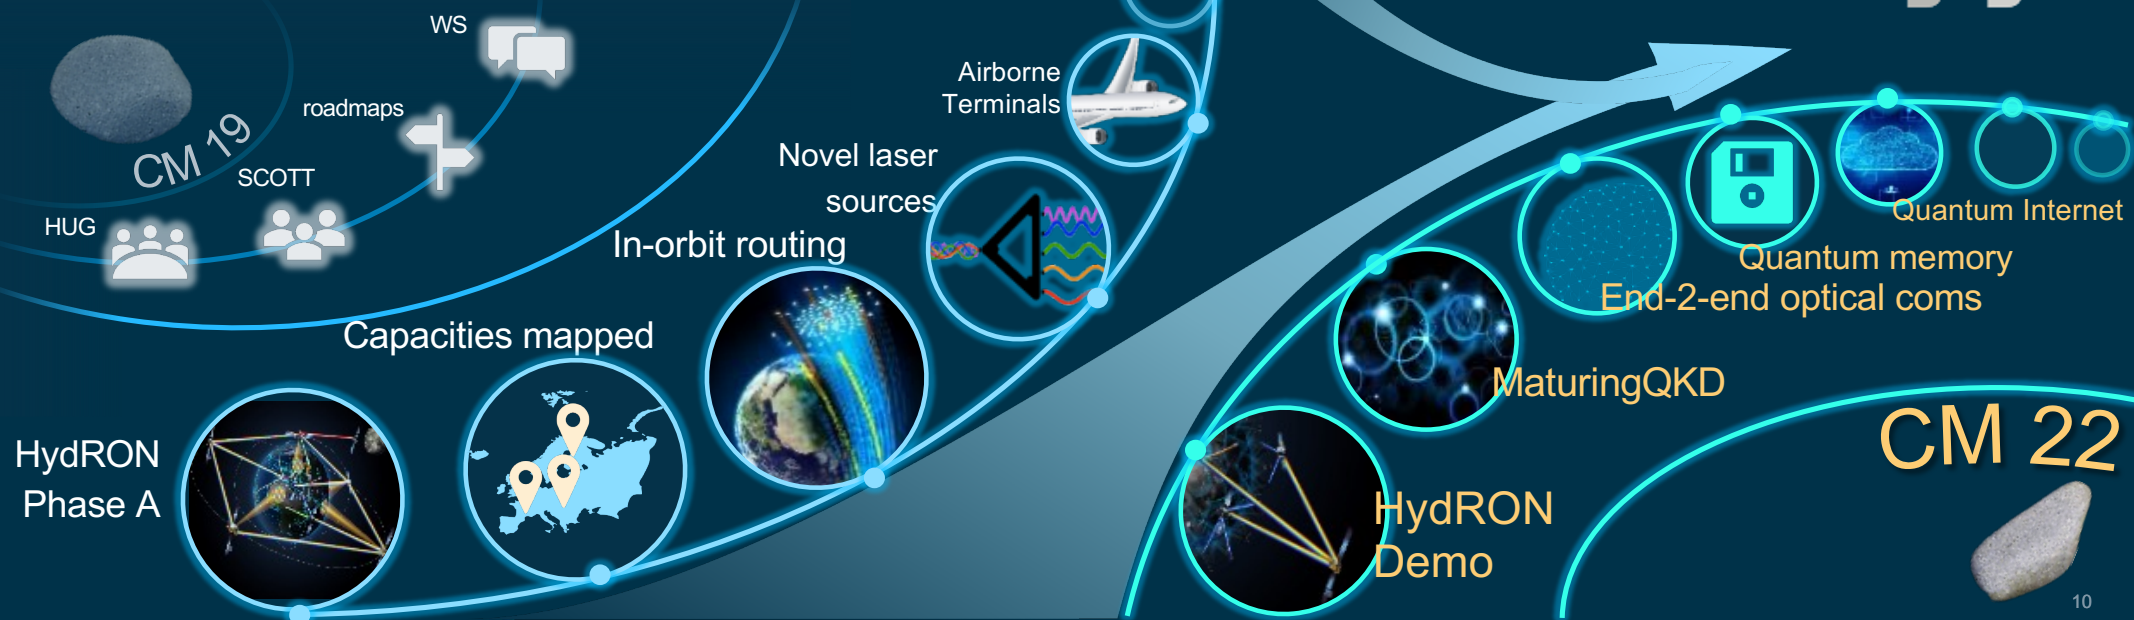 WS
roadmaps
CM 19
SCOTT
HUG
Airborne
Terminals
Novel laser
sources
In-orbit routing
Capacities mapped
HydRON
Phase A
Quantum Internet
Quantum memory
End-2-end optical coms
MaturingQKD
HydRON
Demo
CM 22
10